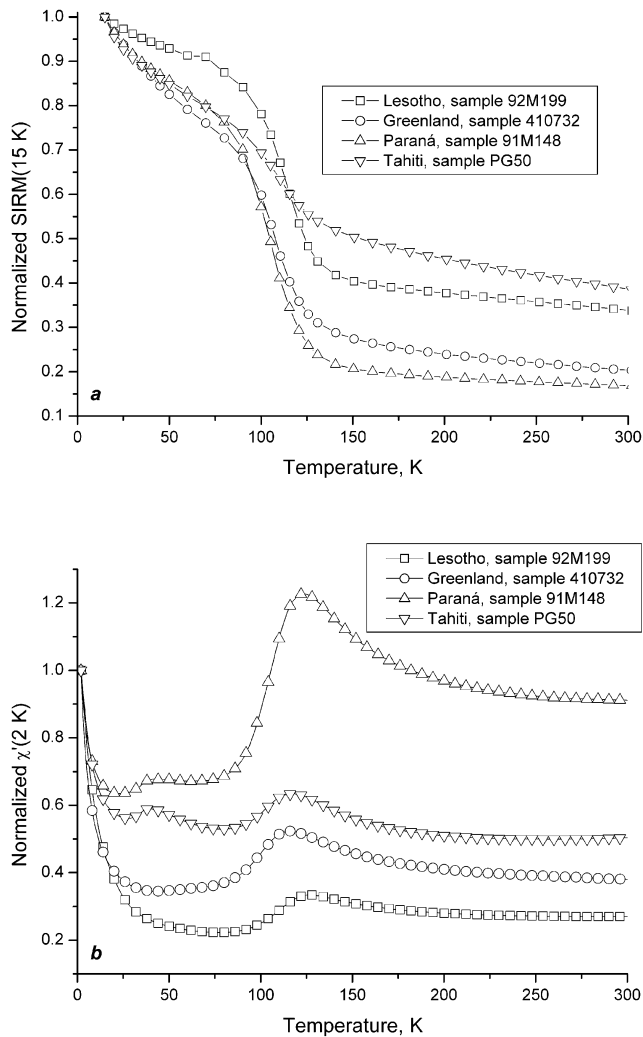 1.0
0.9
0.8
0.7
0.6
0.5
0.4
0.3
0.2
0.1
Normalized SIRM(15 K)
Lesotho, sample 92M199
Greenland, sample 410732
Paraná, sample 91M148
Tahiti, sample PG50
a
0 50 100 150 200 250 300
Temperature, K
1.2
1.0
0.8
0.6
0.4
0.2
Normalized χ'(2 K)
Lesotho, sample 92M199
Greenland, sample 410732
Paraná, sample 91M148
Tahiti, sample PG50
b
0 50 100 150 200 250 300
Temperature, K